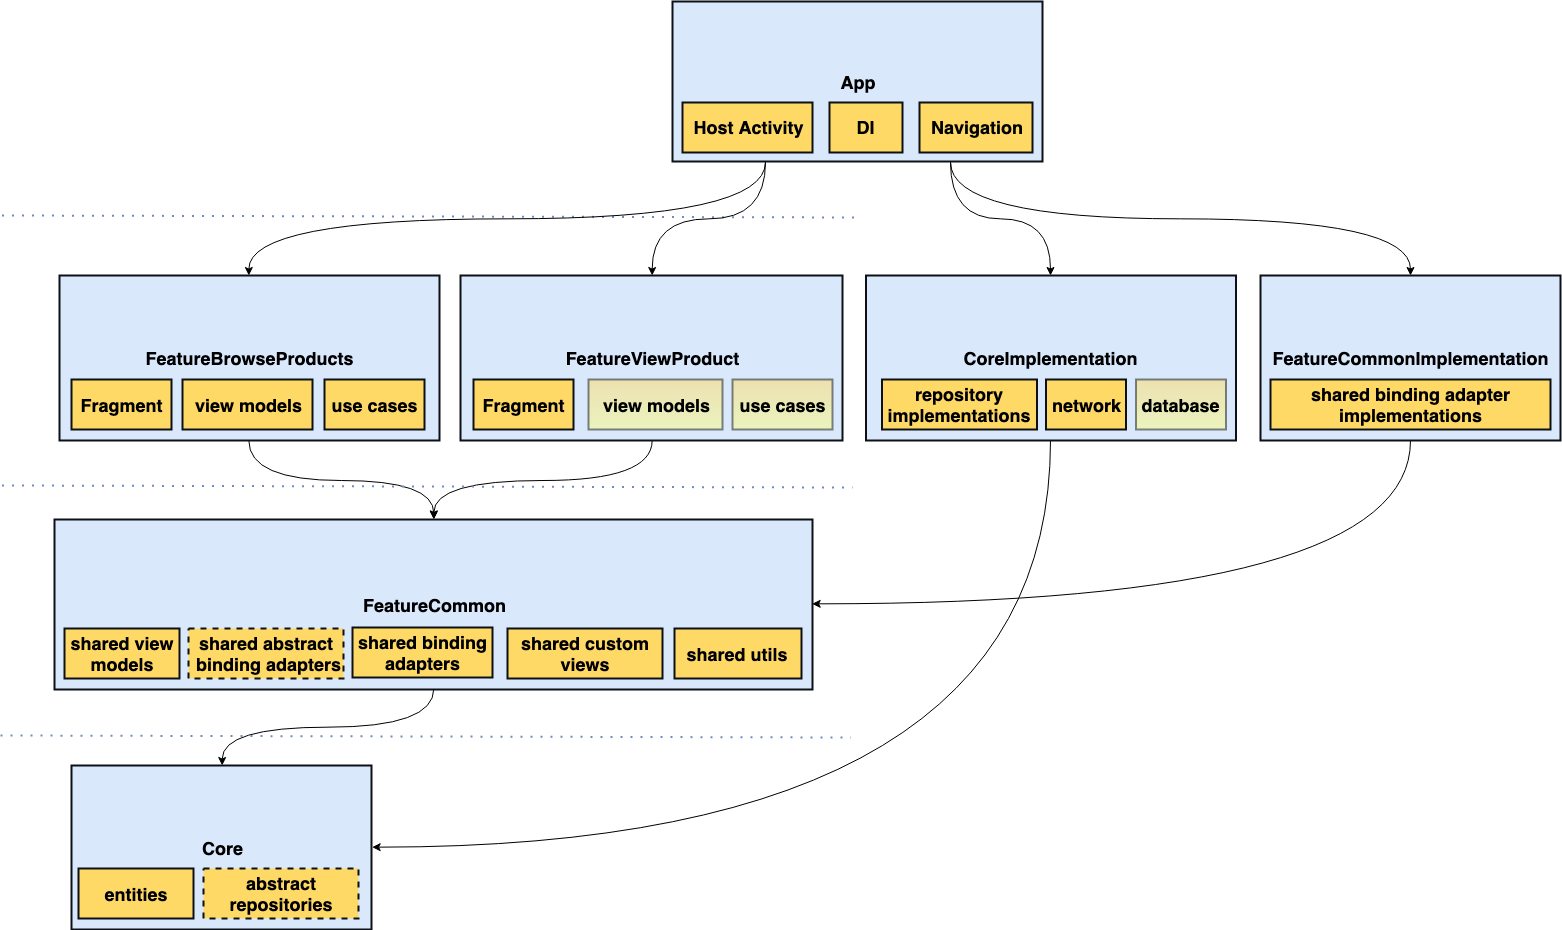 App
Host Activity
DI
Navigation
FeatureBrowseProducts
Fragment
view models
use cases
FeatureViewProduct
Fragment
view models
use cases
CoreImplementation
repository
implementations
network
database
FeatureCommonImplementation
shared binding adapter
implementations
FeatureCommon
shared view
models
shared abstract
binding adapters
shared binding
adapters
shared custom
views
shared utils
Core
entities
abstract
repositories